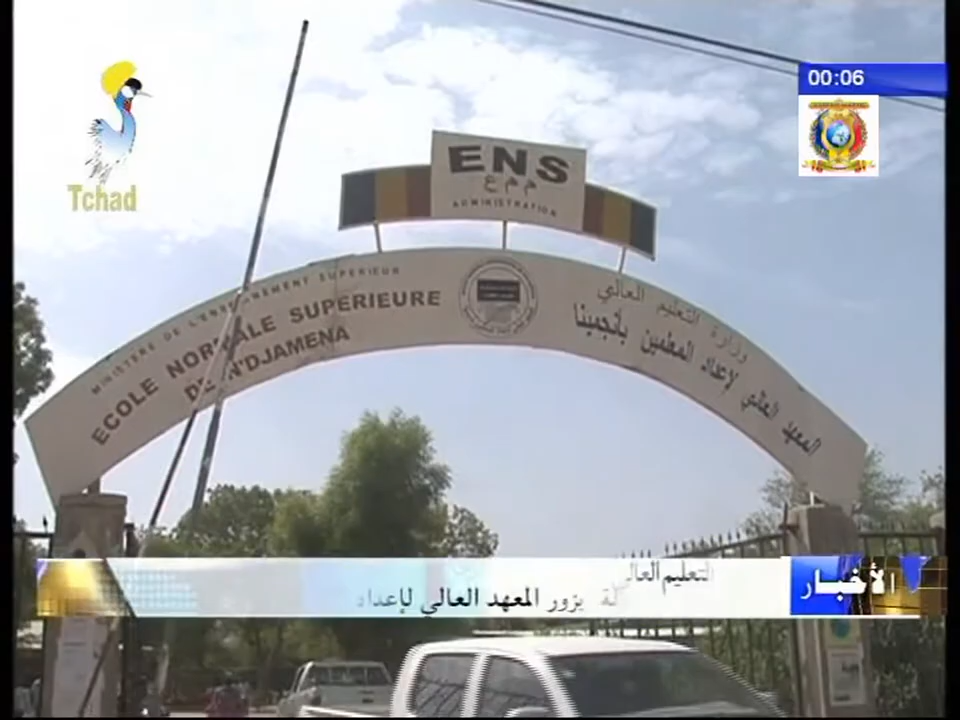 Tchad
00:06
ENS
م م ع
ADMINISTRATION
MINISTERE DE L'ENSEIGNEMENT SUPERIEUR
ECOLE NORMALE SUPERIEURE
DE N'DJAMENA
وزارة التعليم العالي
المعهد العالي لإعداد المعلمين بأنجمينا
التعليم العالي
يزور المعهد العالي لإعداد
الأخبار